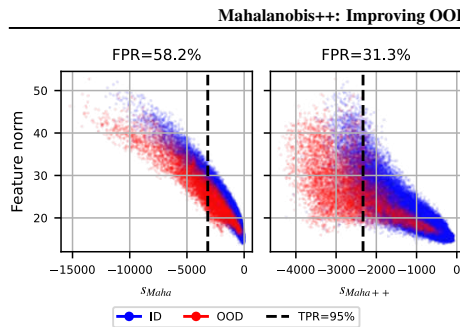 Mahalanobis++: Improving OOD
FPR=58.2% FPR=31.3%
Feature norm
50
40
30
20
50
40
30
20
−15000 −10000 −5000 0
−4000 −3000 −2000 −1000 0
sMaha sMaha++
ID OOD TPR=95%